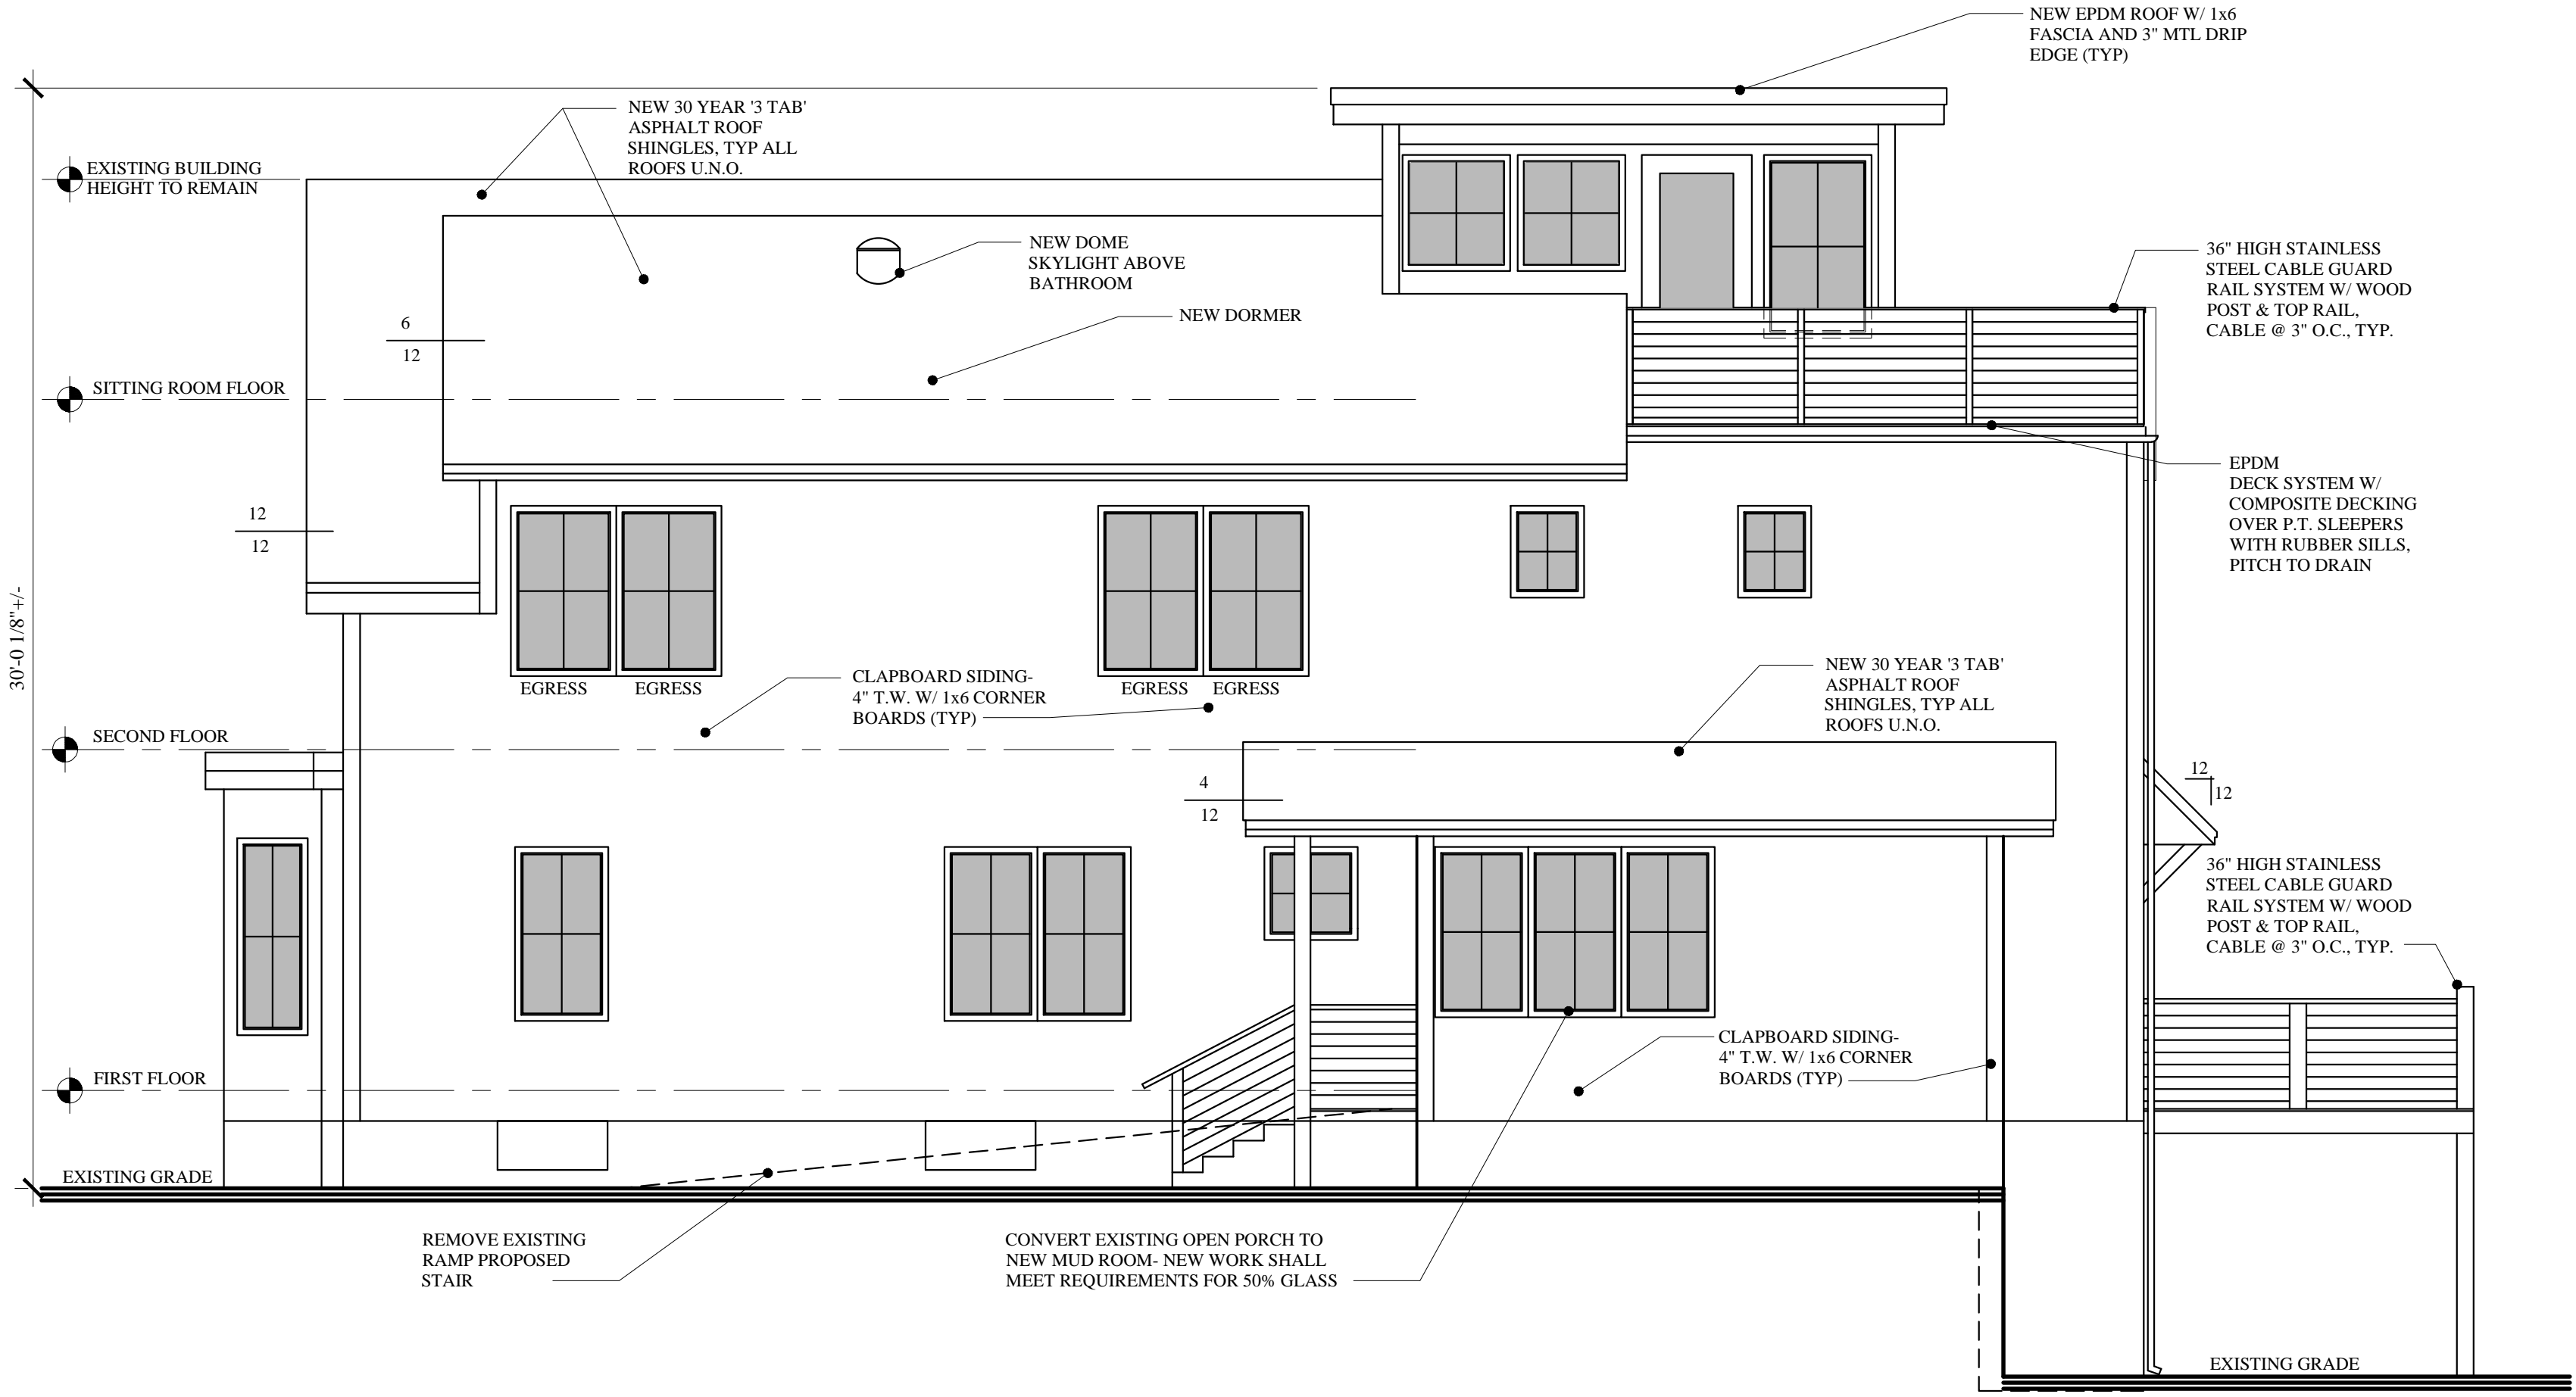 NEW EPDM ROOF W/ 1x6
FASCIA AND 3" MTL DRIP
EDGE (TYP)
NEW 30 YEAR '3 TAB'
ASPHALT ROOF
SHINGLES, TYP ALL
ROOFS U.N.O.
EXISTING BUILDING
HEIGHT TO REMAIN
NEW DOME
SKYLIGHT ABOVE
BATHROOM
36" HIGH STAINLESS
STEEL CABLE GUARD
RAIL SYSTEM W/ WOOD
POST & TOP RAIL,
CABLE @ 3" O.C., TYP.
NEW DORMER
6
12
SITTING ROOM FLOOR
EPDM
DECK SYSTEM W/
COMPOSITE DECKING
OVER P.T. SLEEPERS
WITH RUBBER SILLS,
PITCH TO DRAIN
12
12
30'-0 1/8"+/-
EGRESS EGRESS
EGRESS EGRESS
CLAPBOARD SIDING-
4" T.W. W/ 1x6 CORNER
BOARDS (TYP)
NEW 30 YEAR '3 TAB'
ASPHALT ROOF
SHINGLES, TYP ALL
ROOFS U.N.O.
SECOND FLOOR
4
12
12
12
36" HIGH STAINLESS
STEEL CABLE GUARD
RAIL SYSTEM W/ WOOD
POST & TOP RAIL,
CABLE @ 3" O.C., TYP.
CLAPBOARD SIDING-
4" T.W. W/ 1x6 CORNER
BOARDS (TYP)
FIRST FLOOR
EXISTING GRADE
REMOVE EXISTING
RAMP PROPOSED
STAIR
CONVERT EXISTING OPEN PORCH TO
NEW MUD ROOM- NEW WORK SHALL
MEET REQUIREMENTS FOR 50% GLASS
EXISTING GRADE